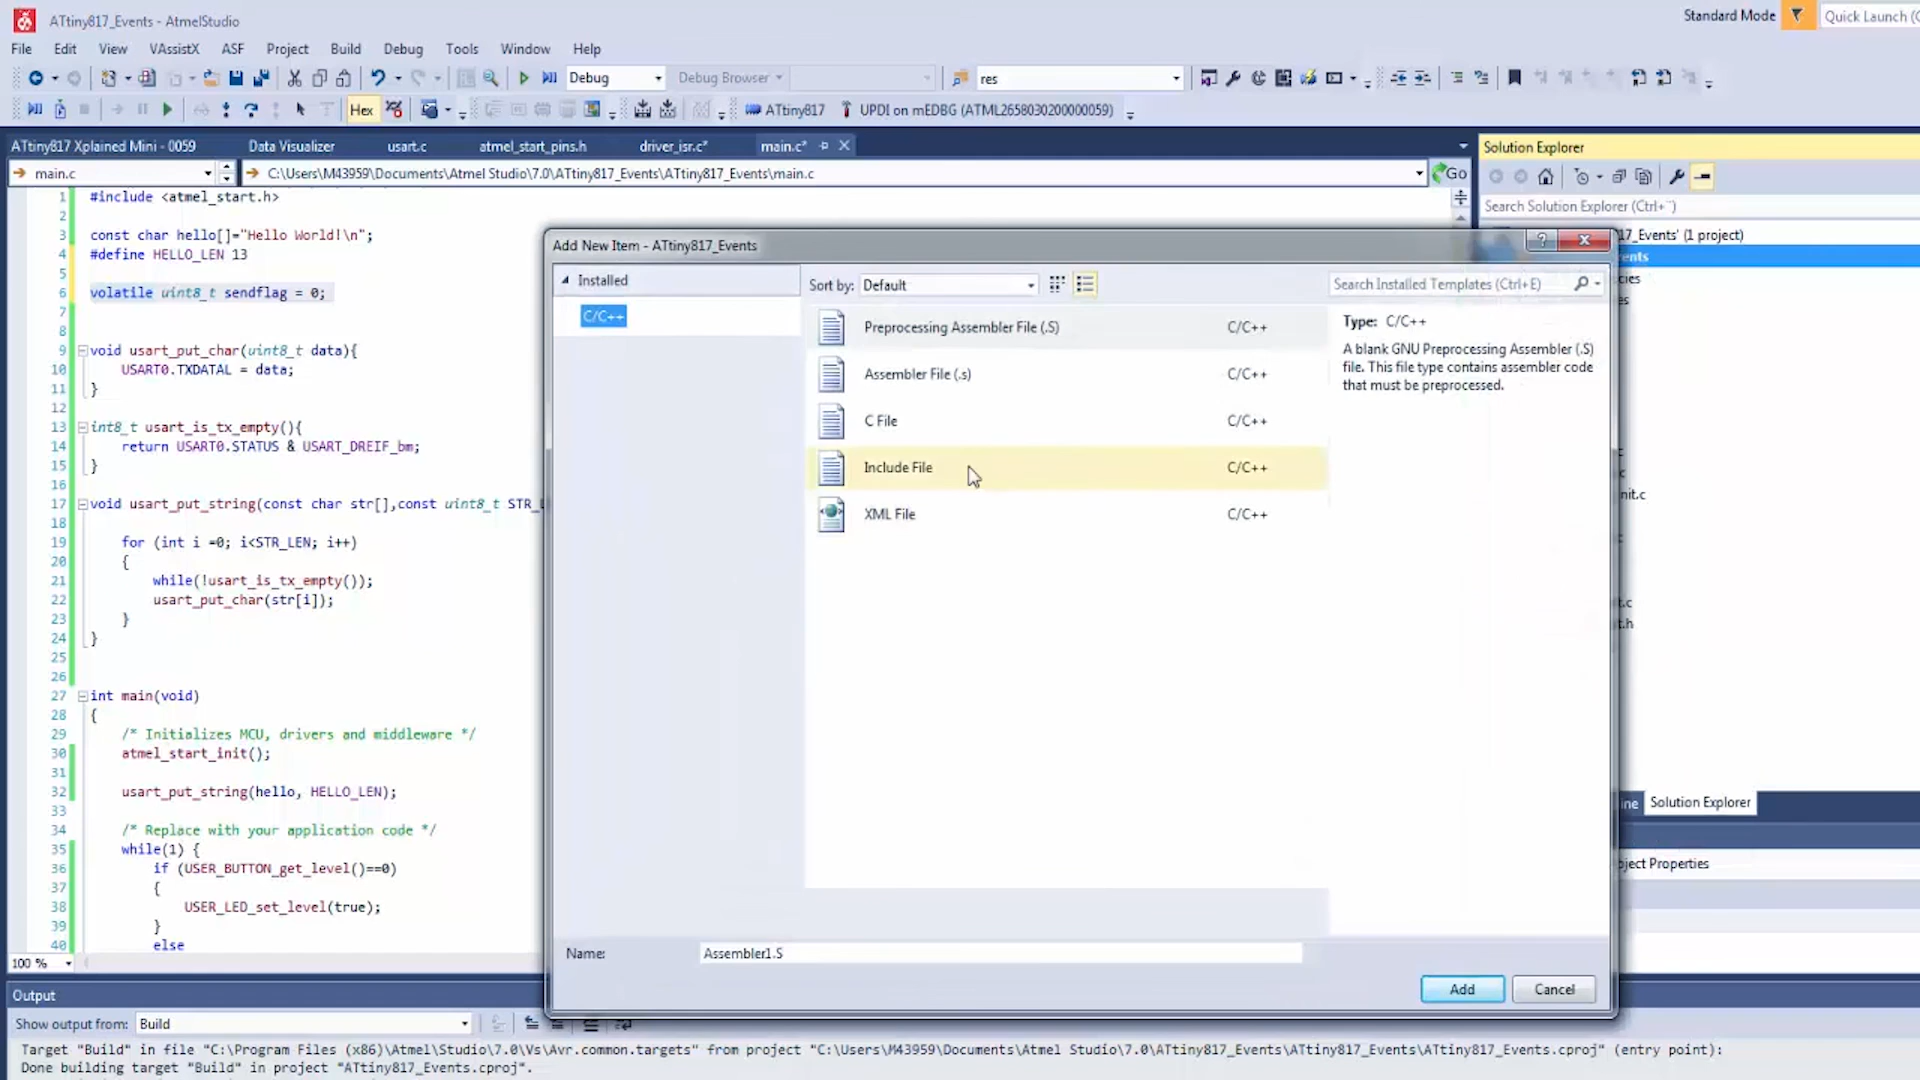 ATtiny817_Events - AtmelStudio
Standard Mode
Quick Launch (
File Edit View VAssistX ASF Project Build Debug Tools Window Help
Debug
Debug Browser
res
Hex
ATtiny817
UPDI on mEDBG (ATML2658030200000059)
ATtiny817 Xplained Mini - 0059
Data Visualizer
usart.c
atmel_start_pins.h
driver_isr.c*
main.c*
main.c
C:\Users\M43959\Documents\Atmel Studio\7.0\ATtiny817_Events\ATtiny817_Events\main.c
Go
1 #include <atmel_start.h>
2
3 const char hello[]="Hello World!\n";
4 #define HELLO_LEN 13
5
6 volatile uint8_t sendflag = 0;
7
8
9 void usart_put_char(uint8_t data){
10 USART0.TXDATAL = data;
11 }
12
13 int8_t usart_is_tx_empty(){
14 return USART0.STATUS & USART_DREIF_bm;
15 }
16
17 void usart_put_string(const char str[],const uint8_t STR_L
18
19 for (int i =0; i<STR_LEN; i++)
20 {
21 while(!usart_is_tx_empty());
22 usart_put_char(str[i]);
23 }
24 }
25
26
27 int main(void)
28 {
29 /* Initializes MCU, drivers and middleware */
30 atmel_start_init();
31
32 usart_put_string(hello, HELLO_LEN);
33
34 /* Replace with your application code */
35 while(1) {
36 if (USER_BUTTON_get_level()==0)
37 {
38 USER_LED_set_level(true);
39 }
40 else
100 %
Add New Item - ATtiny817_Events
Installed
C/C++
Sort by: Default
Search Installed Templates (Ctrl+E)
Preprocessing Assembler File (.S) C/C++
Assembler File (.s) C/C++
C File C/C++
Include File C/C++
XML File C/C++
Type: C/C++
A blank GNU Preprocessing Assembler (.S)
file. This file type contains assembler code
that must be preprocessed.
Name: Assembler1.S
Add
Cancel
Solution Explorer
Search Solution Explorer (Ctrl+¨)
17_Events' (1 project)
ents
cies
es
c
nit.c
c
t.c
t.h
ine
Solution Explorer
ject Properties
Output
Show output from: Build
Target "Build" in file "C:\Program Files (x86)\Atmel\Studio\7.0\Vs\Avr.common.targets" from project "C:\Users\M43959\Documents\Atmel Studio\7.0\ATtiny817_Events\ATtiny817_Events\ATtiny817_Events.cproj" (entry point):
Done building target "Build" in project "ATtiny817_Events.cproj".